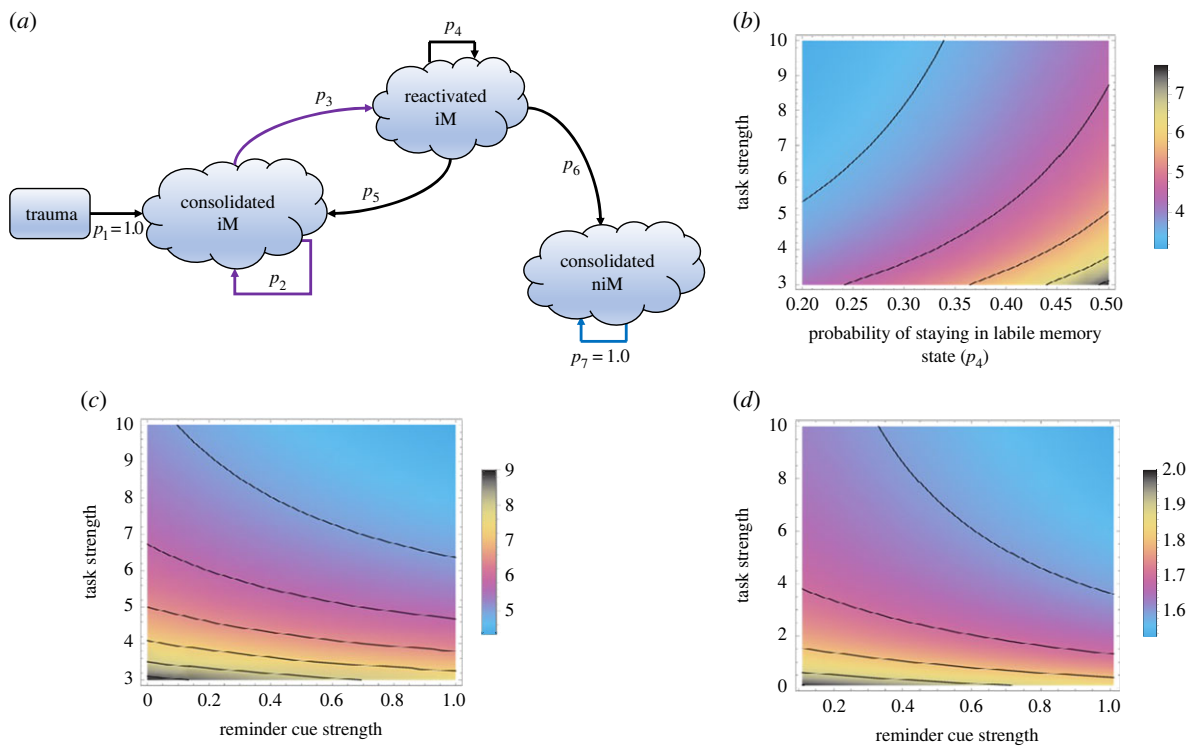 (a)
p4
reactivated
iM
p3
p6
trauma
p1 = 1.0
consolidated
iM
p5
p2
consolidated
niM
p7 = 1.0
(b)
10
9
8
7
6
5
4
3
task strength
0.20 0.25 0.30 0.35 0.40 0.45 0.50
probability of staying in labile memory
state (p4)
7
6
5
4
(c)
10
9
8
7
6
5
4
3
task strength
0 0.2 0.4 0.6 0.8 1.0
reminder cue strength
9
8
7
6
5
(d)
10
8
6
4
2
0
task strength
0.2 0.4 0.6 0.8 1.0
reminder cue strength
2.0
1.9
1.8
1.7
1.6